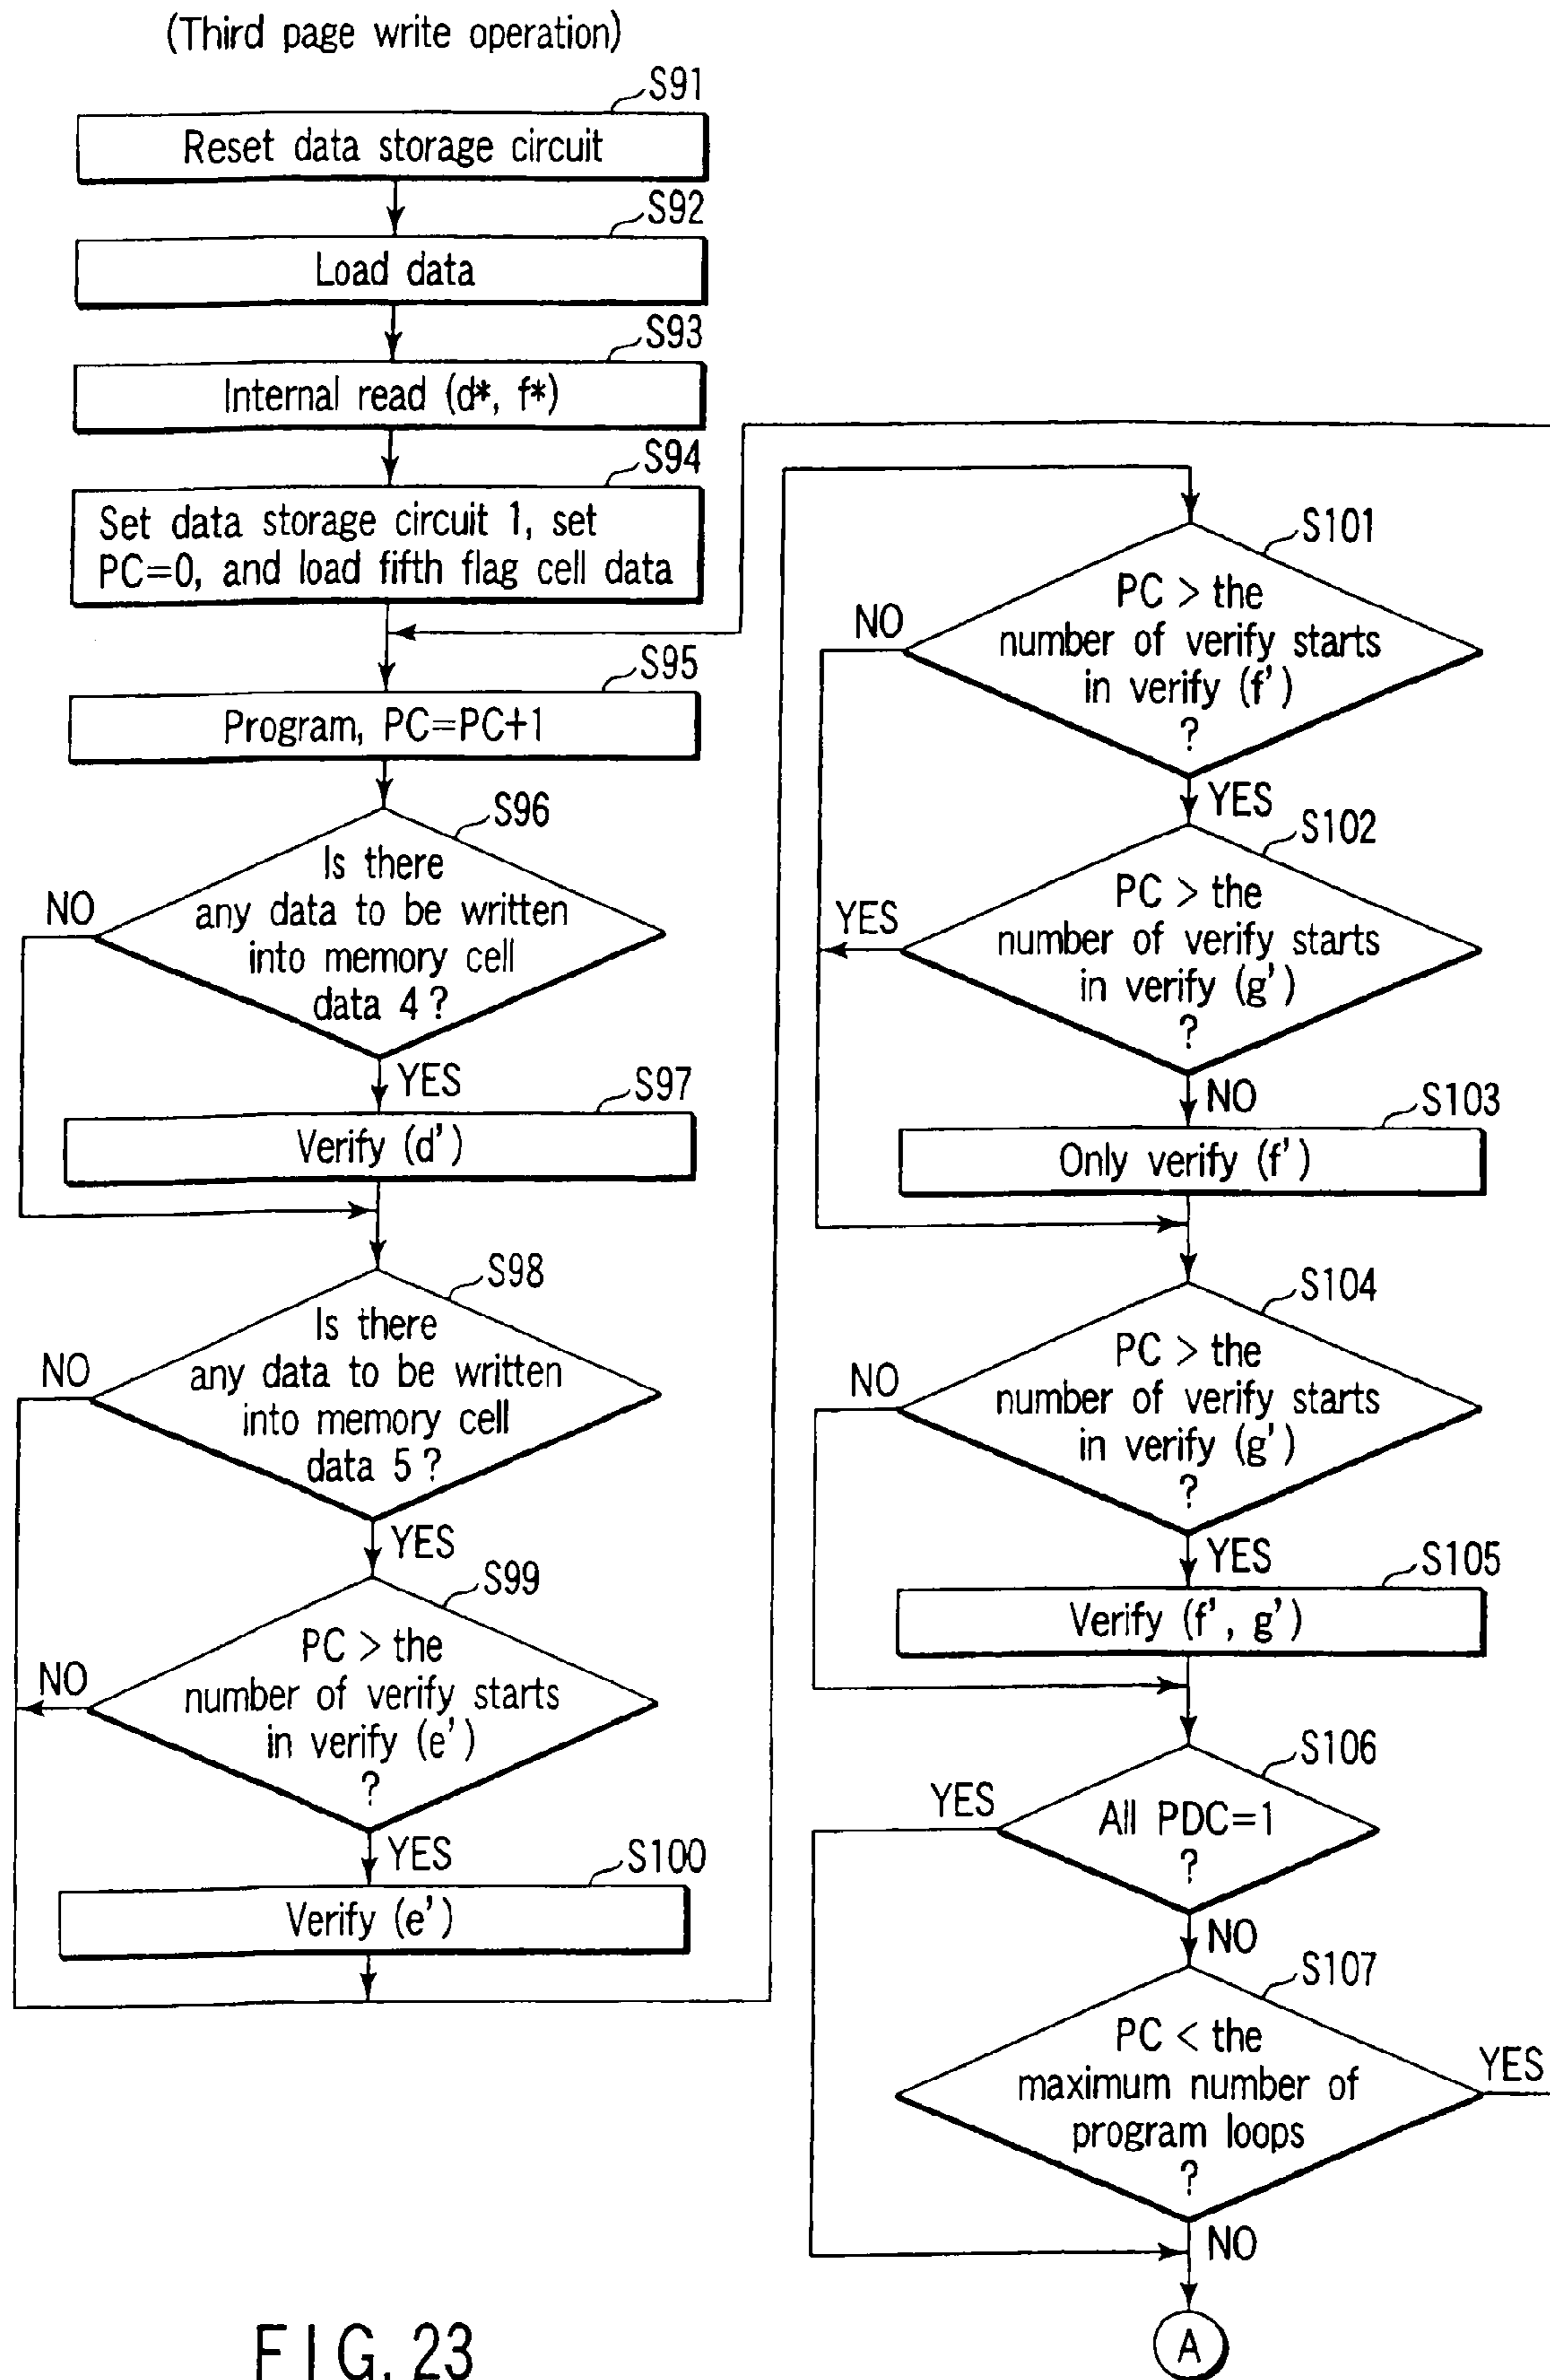 (Third page write operation)
S91
Reset data storage circuit
S92
Load data
S93
Internal read (d*, f*)
S94
Set data storage circuit 1, set
PC=0, and load fifth flag cell data
S95
Program, PC=PC+1
S96
Is there
any data to be written
into memory cell
data 4 ?
NO
YES
S97
Verify (d')
S98
Is there
any data to be written
into memory cell
data 5 ?
NO
YES
S99
PC > the
number of verify starts
in verify (e')
?
NO
YES
S100
Verify (e')
S101
PC > the
number of verify starts
in verify (f')
?
NO
YES
S102
PC > the
number of verify starts
in verify (g')
?
YES
NO
S103
Only verify (f')
S104
PC > the
number of verify starts
in verify (g')
?
NO
YES
S105
Verify (f', g')
S106
All PDC=1
?
YES
NO
S107
PC < the
maximum number of
program loops
?
YES
NO
A
FIG. 23